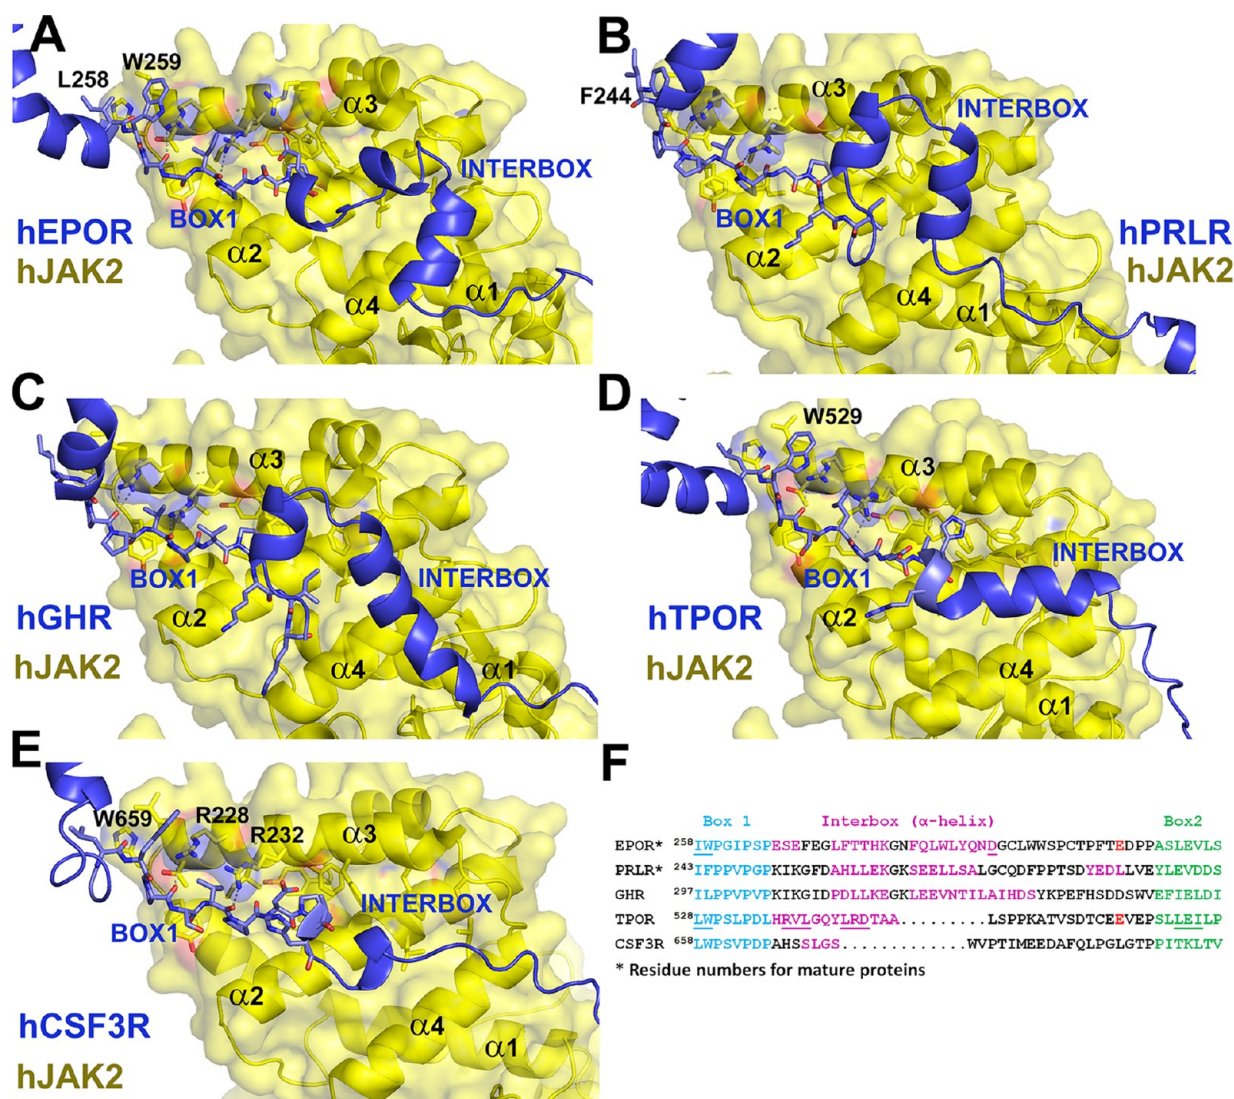 A
L258
W259
α3
INTERBOX
BOX1
hEPOR
hJAK2
α2
α4
α1
B
F244
α3
INTERBOX
BOX1
hPRLR
hJAK2
α2
α4
α1
C
α3
BOX1
INTERBOX
hGHR
hJAK2
α2
α4
α1
D
W529
α3
INTERBOX
BOX1
hTPOR
hJAK2
α2
α4
α1
E
W659
R228
R232
α3
INTERBOX
BOX1
α2
hCSF3R
hJAK2
α4
α1
F
Box 1 Interbox (α-helix) Box2
EPOR* 258IWPGIPSPESEFEGLFTTHKGNFQLWLYQNDGCLWWSPCTPFTEDPPASLEVLS
PRLR* 243IFPPVPGPKIKGFDAHLLEKGKSEELLSALGCQDFPPTSDYEDLLVEYLEVDDS
GHR 297ILPPVPVPKIKGIDPDLLKEGKLEEVNTILAIHDSYKPEFHSDDSWVEFIELDI
TPOR 528LWPSLPDLHRVLGQYLRDTAA.........LSPPKATVSDTCEEVEPSLLEILP
CSF3R 658LWPSVPDPAHSSLGS.............WVPTIMEEDAFQLPGLGTPPITKLTV
* Residue numbers for mature proteins